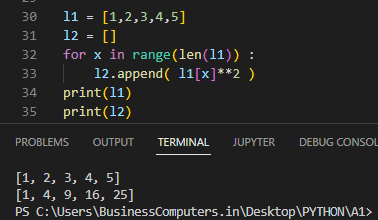 30 l1 = [1,2,3,4,5]
31 l2 = []
32 for x in range(len(l1)) :
33 l2.append( l1[x]**2 )
34 print(l1)
35 print(l2)
PROBLEMS OUTPUT TERMINAL JUPYTER DEBUG CONSOL
[1, 2, 3, 4, 5]
[1, 4, 9, 16, 25]
PS C:\Users\BusinessComputers.in\Desktop\PYTHON\A1>